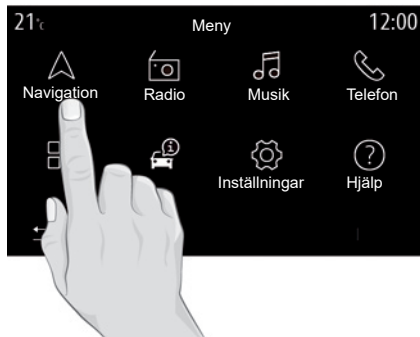 21°c Meny 12:00
Navigation Radio Musik Telefon
Inställningar Hjälp